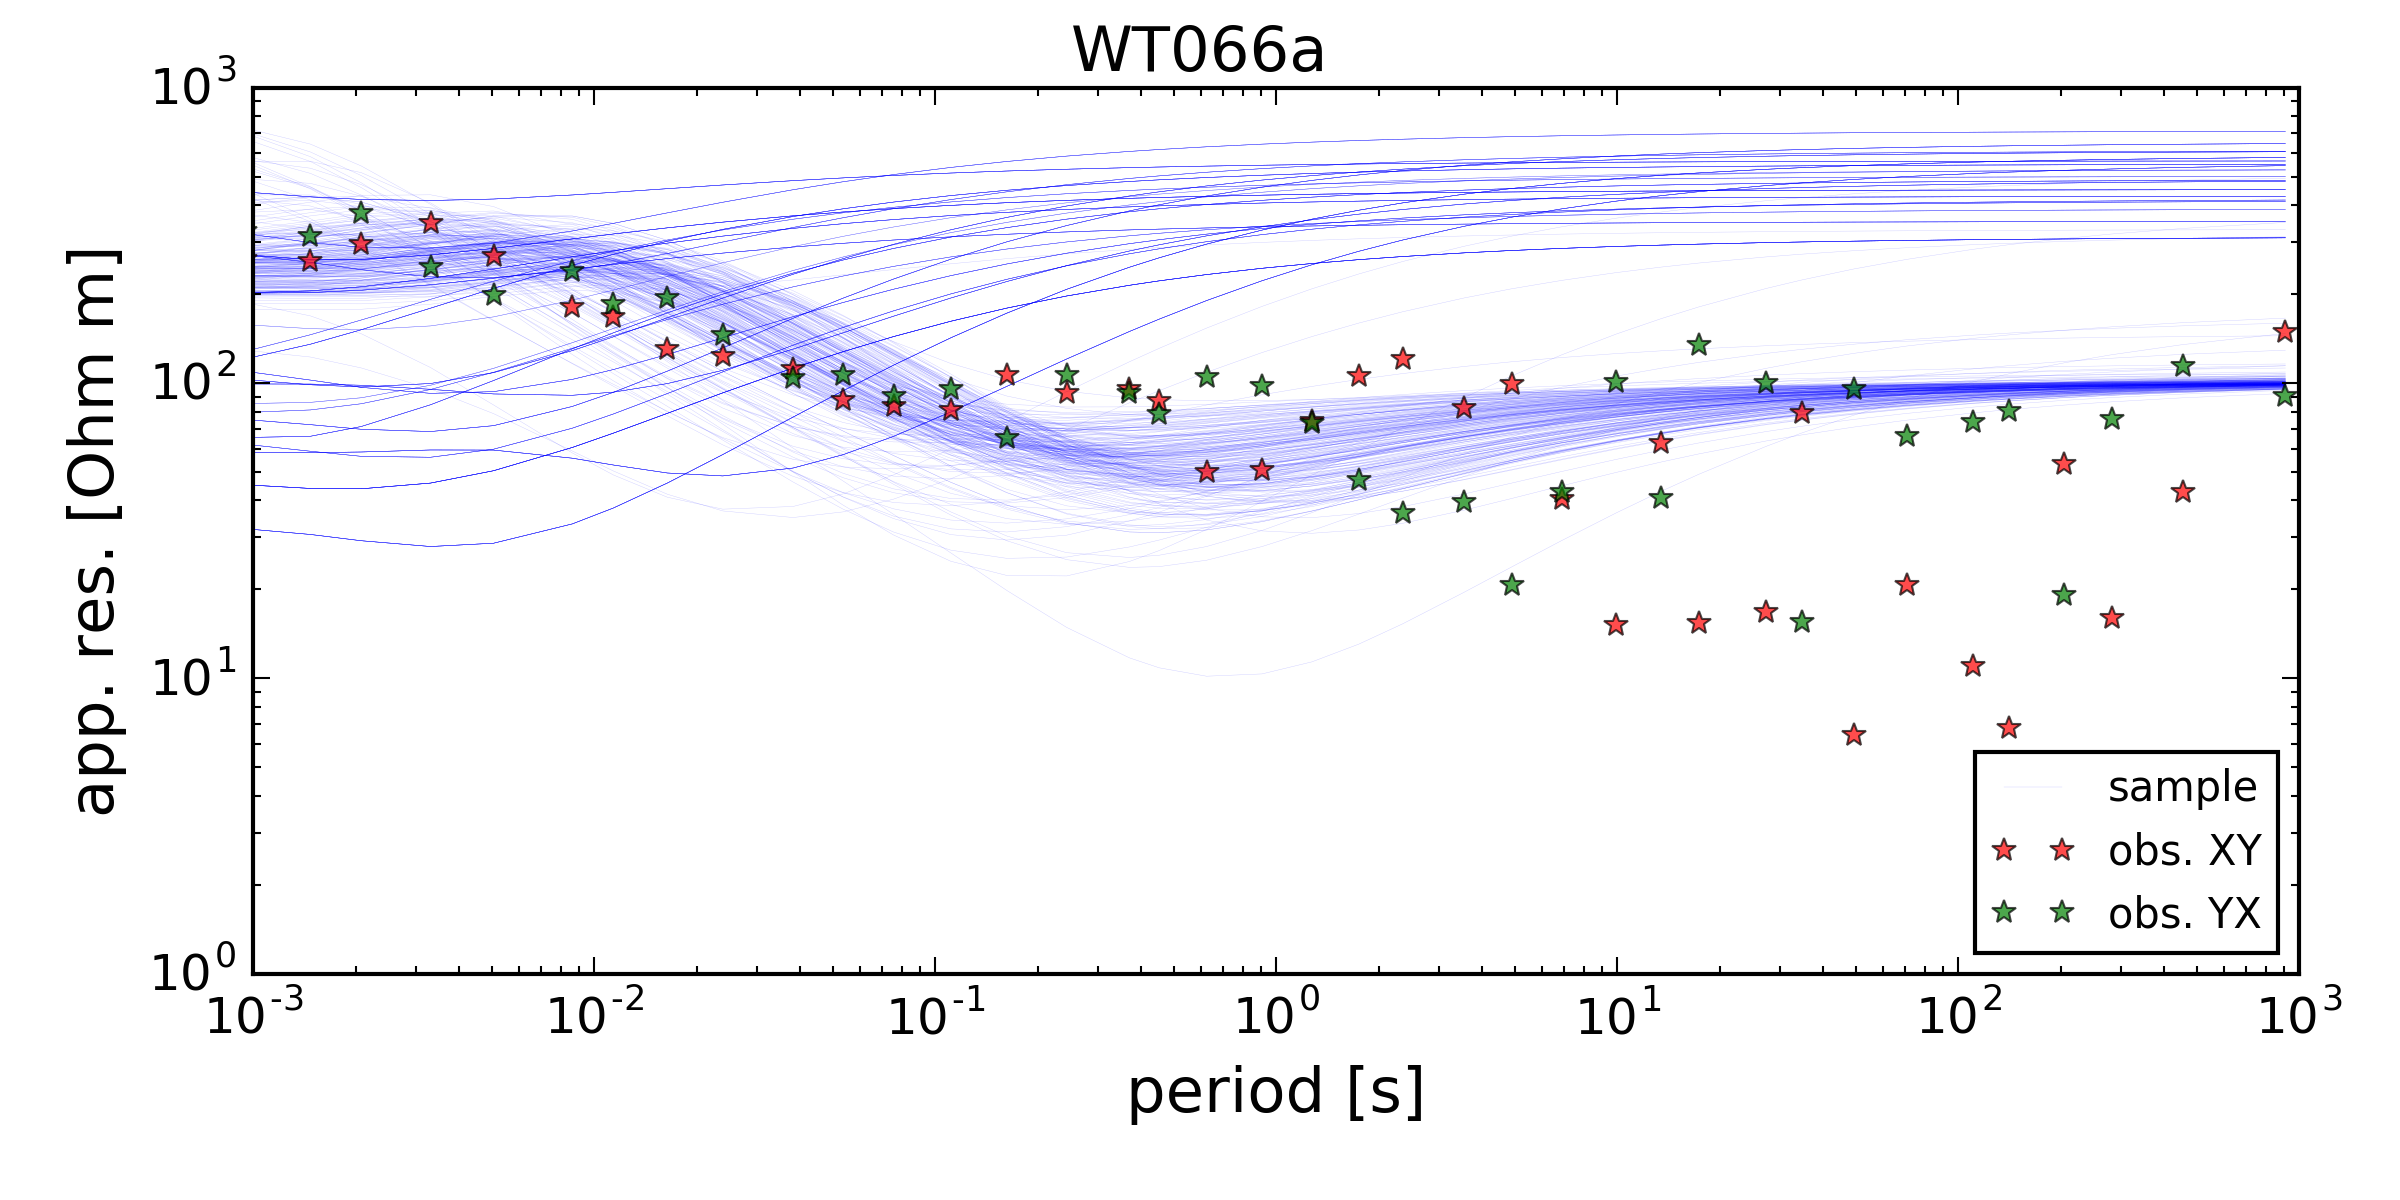 WT066a
app. res. [Ohm m]
10^3
10^2
10^1
10^0
10^-3 10^-2 10^-1 10^0 10^1 10^2 10^3
period [s]
sample
obs. XY
obs. YX